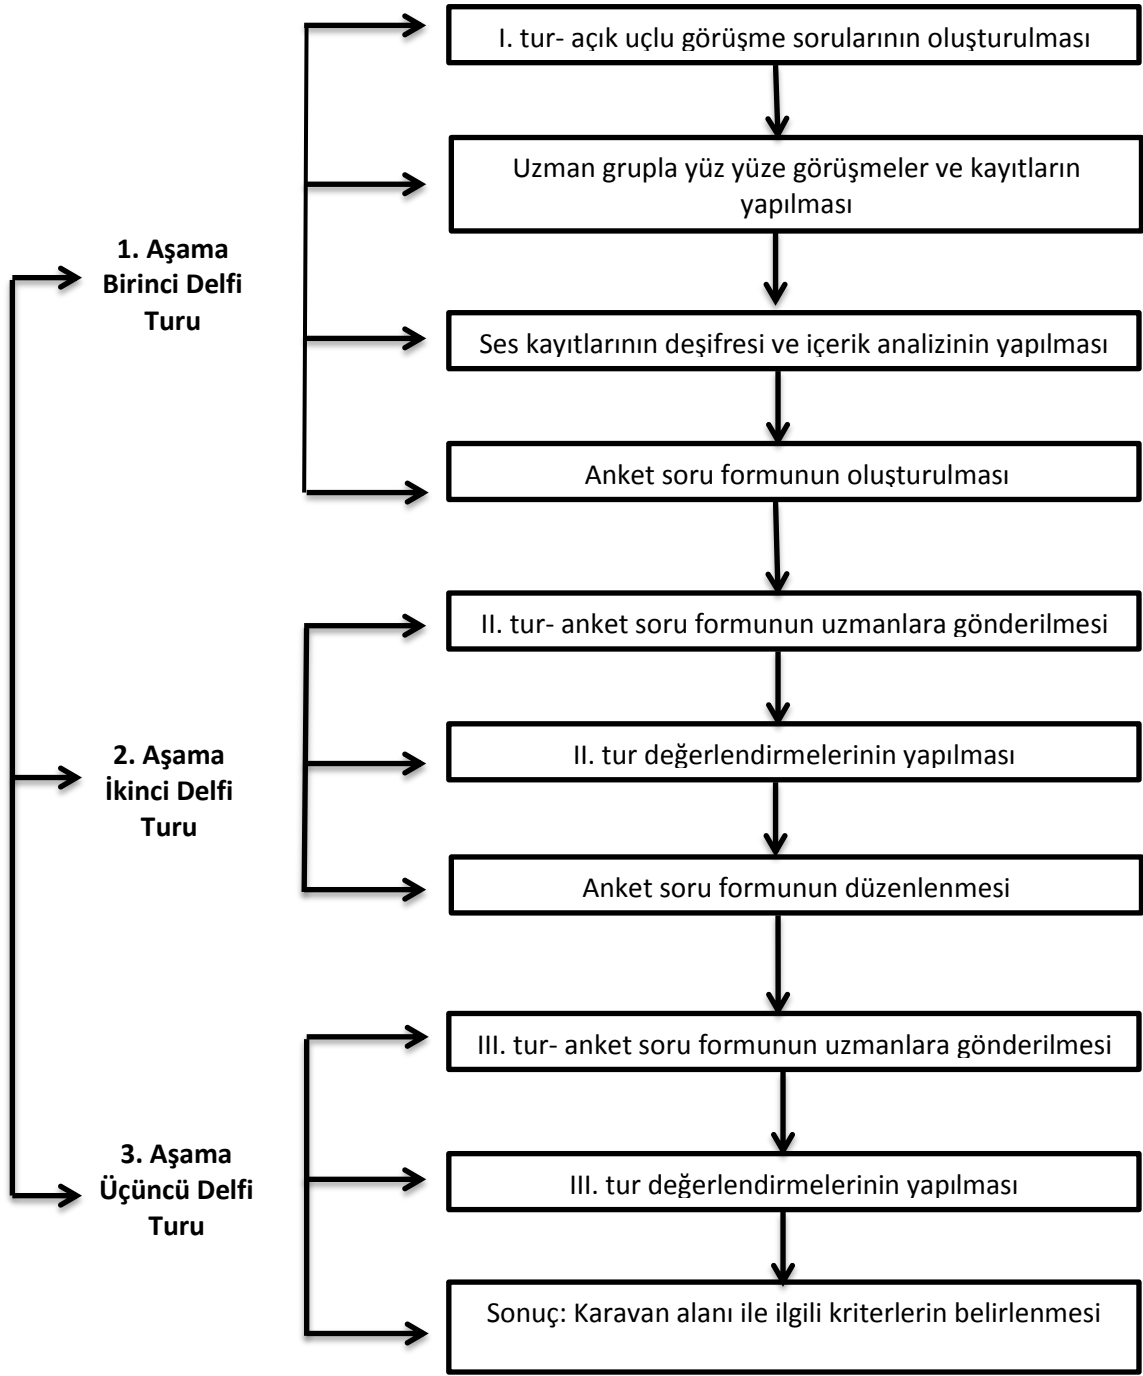 1. Aşama
Birinci Delfi
Turu
I. tur- açık uçlu görüşme sorularının oluşturulması
Uzman grupla yüz yüze görüşmeler ve kayıtların
yapılması
Ses kayıtlarının deşifresi ve içerik analizinin yapılması
Anket soru formunun oluşturulması
2. Aşama
İkinci Delfi
Turu
II. tur- anket soru formunun uzmanlara gönderilmesi
II. tur değerlendirmelerinin yapılması
Anket soru formunun düzenlenmesi
3. Aşama
Üçüncü Delfi
Turu
III. tur- anket soru formunun uzmanlara gönderilmesi
III. tur değerlendirmelerinin yapılması
Sonuç: Karavan alanı ile ilgili kriterlerin belirlenmesi